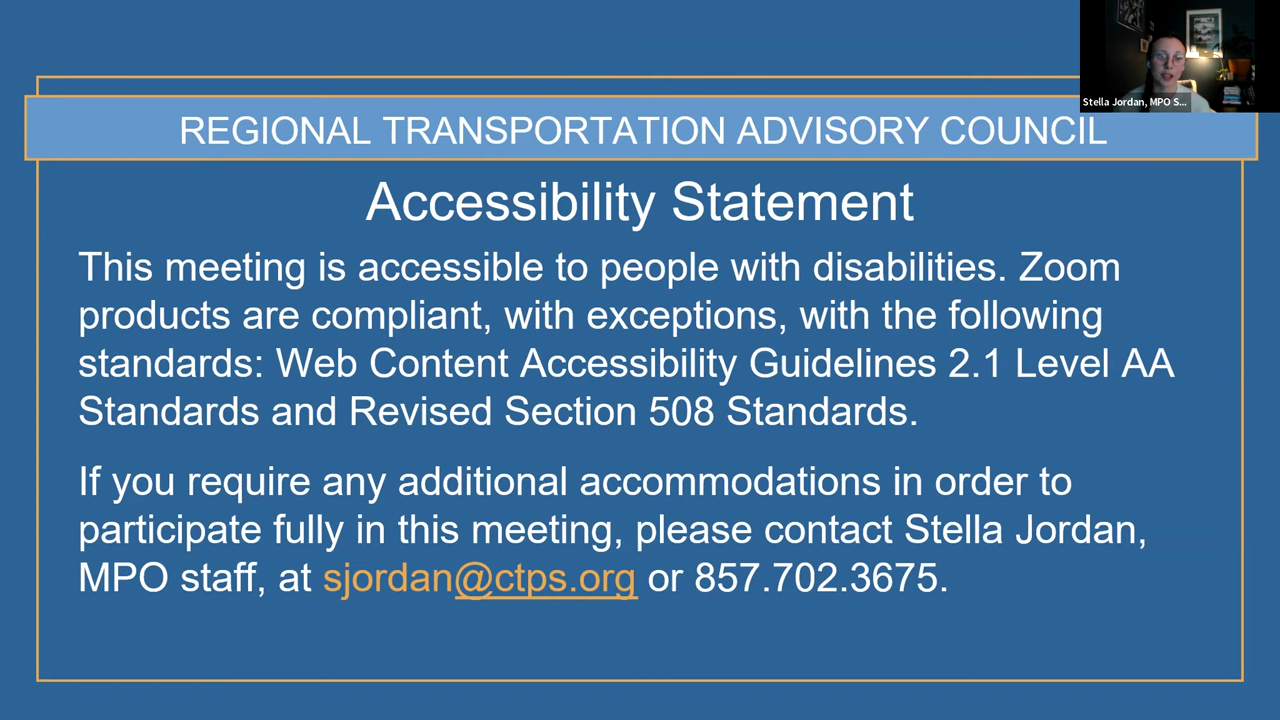 Stella Jordan, MPO S...
REGIONAL TRANSPORTATION ADVISORY COUNCIL
Accessibility Statement
This meeting is accessible to people with disabilities. Zoom
products are compliant, with exceptions, with the following
standards: Web Content Accessibility Guidelines 2.1 Level AA
Standards and Revised Section 508 Standards.
If you require any additional accommodations in order to
participate fully in this meeting, please contact Stella Jordan,
MPO staff, at sjordan@ctps.org or 857.702.3675.